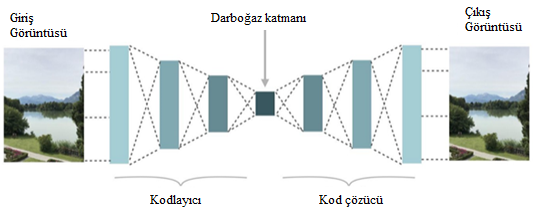 Giriş
Görüntüsü
Darboğaz katmanı
Çıkış
Görüntüsü
Kodlayıcı
Kod çözücü